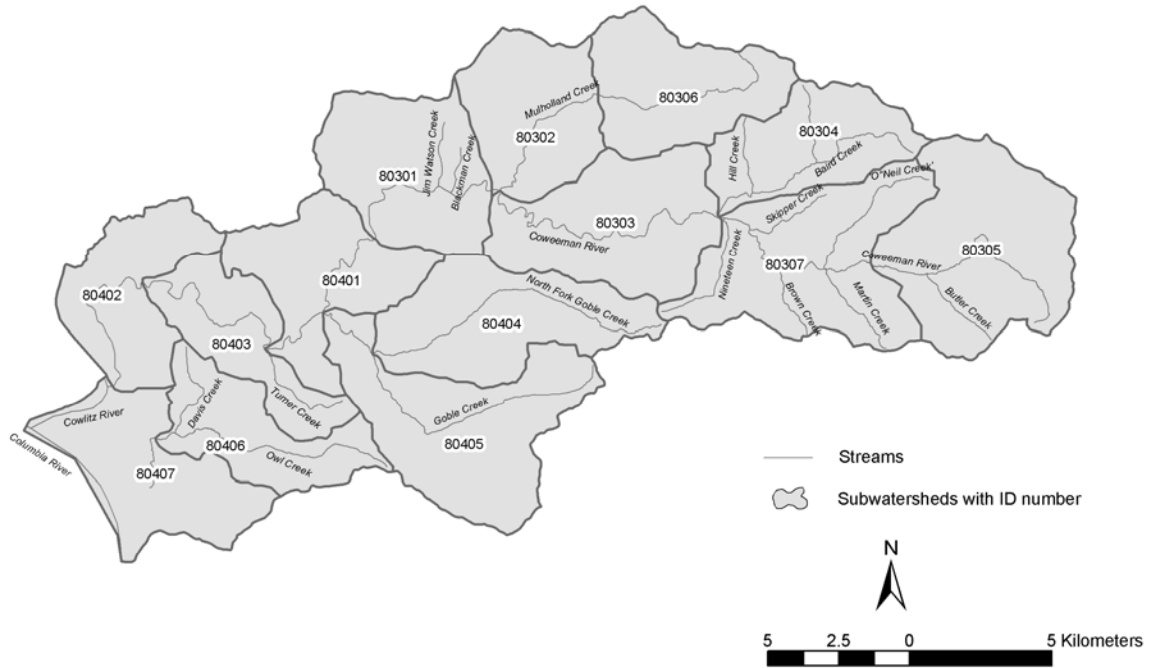 80306
Mulholland Creek
80302
80304
Jim Watson Creek
Blackman Creek
Hill Creek
Baird Creek
80301
O"Neil Creek'
Skipper Creek
80303
Coweeman River
80305
Nineteen Creek
80307
Coweeman River
80401
80402
North Fork Goble Creek
Brown Creek
Martin Creek
Butler Creek
80404
80403
Davis Creek
Turner Creek
Goble Creek
Cowlitz River
80405
80406
Columbia River
Owl Creek
80407
Streams
Subwatersheds with ID number
N
5 2.5 0 5 Kilometers